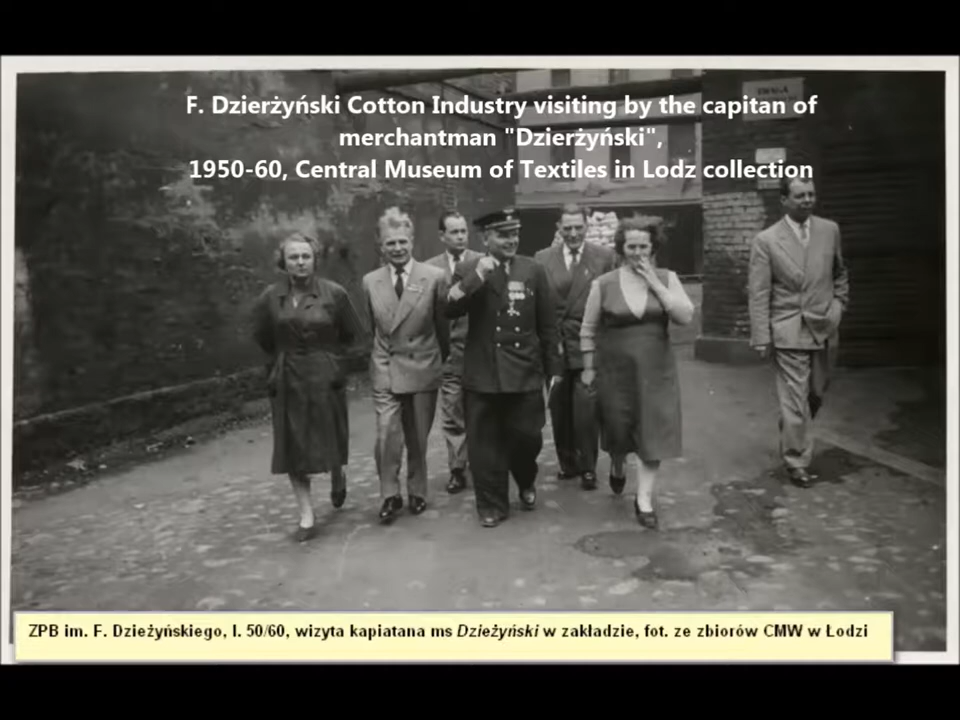 F. Dzierżyński Cotton Industry visiting by the capitan of
merchantman "Dzierżyński",
1950-60, Central Museum of Textiles in Lodz collection
ZPB im. F. Dzieżyńskiego, l. 50/60, wizyta kapiatana ms Dzieżyński w zakładzie, fot. ze zbiorów CMW w Łodzi